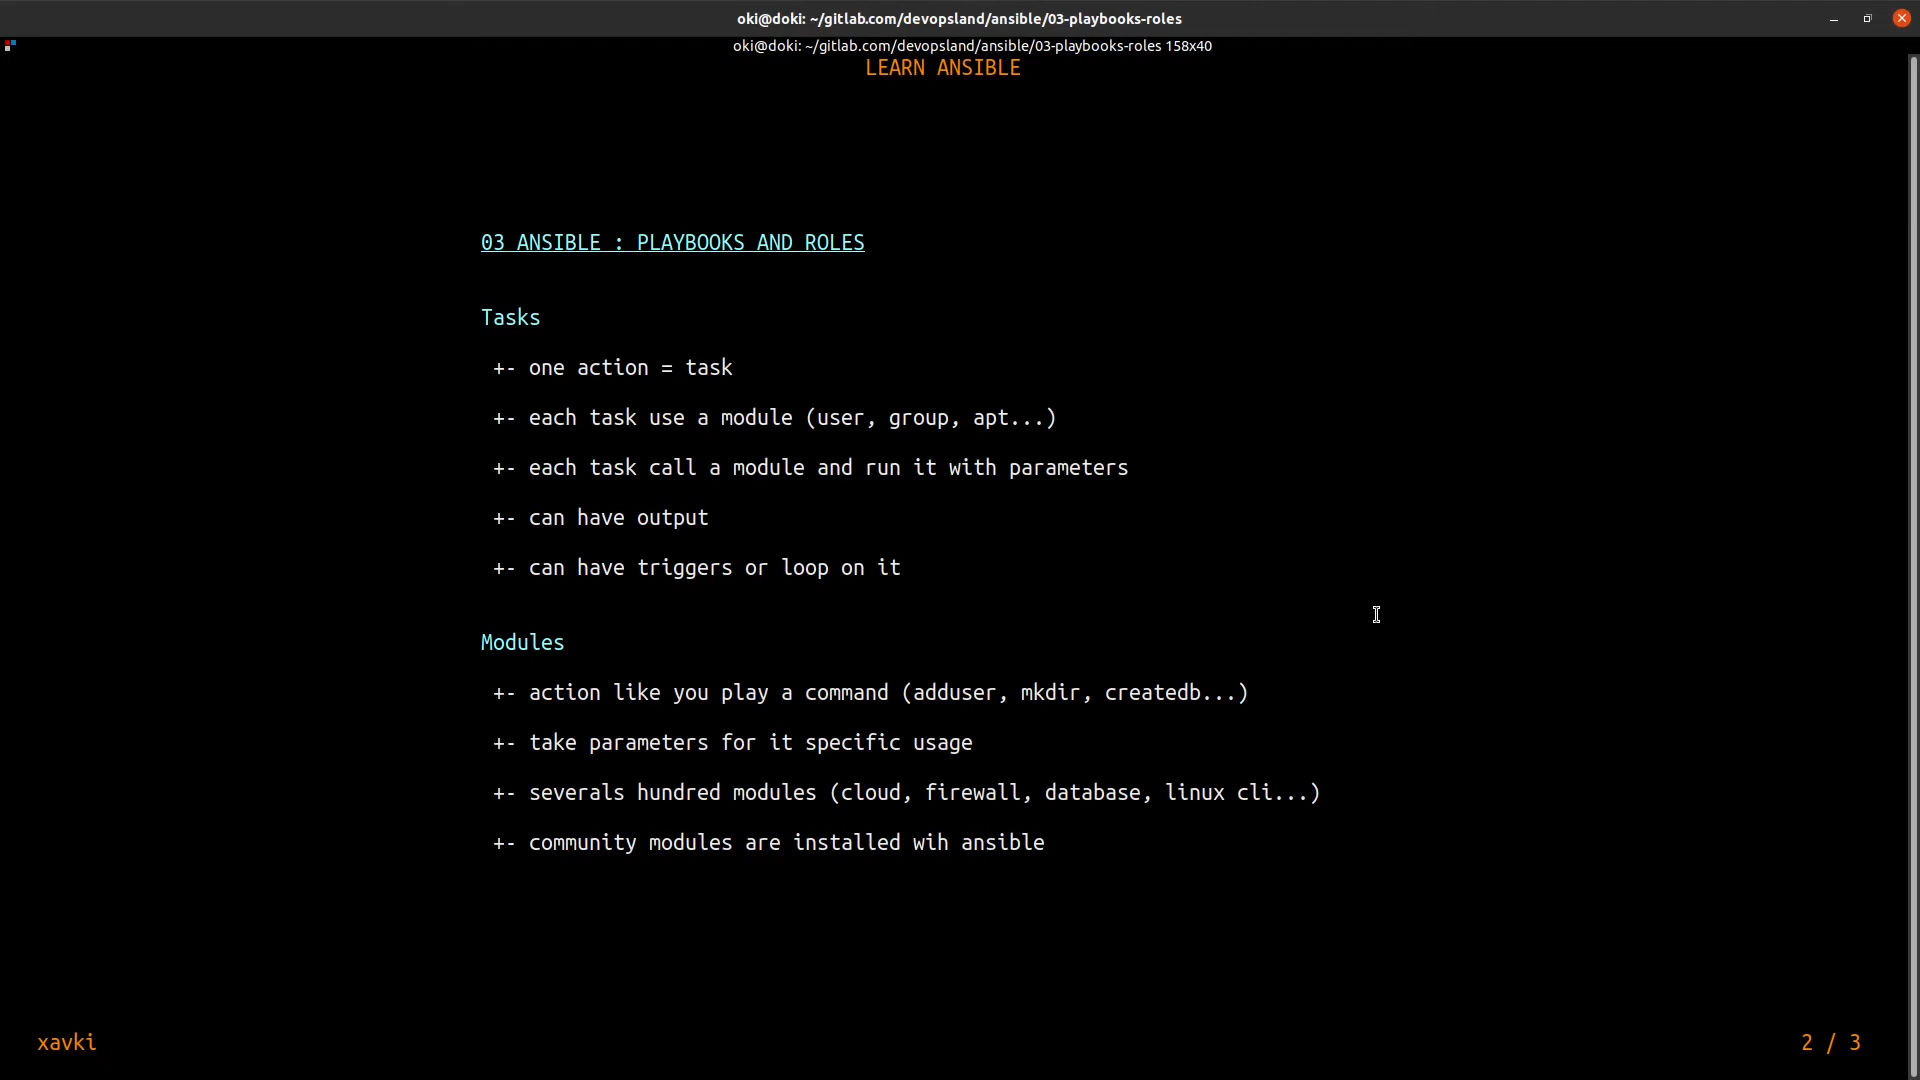 oki@doki: ~/gitlab.com/devopsland/ansible/03-playbooks-roles
oki@doki: ~/gitlab.com/devopsland/ansible/03-playbooks-roles 158x40
LEARN ANSIBLE
03 ANSIBLE : PLAYBOOKS AND ROLES
Tasks
+- one action = task
+- each task use a module (user, group, apt...)
+- each task call a module and run it with parameters
+- can have output
+- can have triggers or loop on it
Modules
+- action like you play a command (adduser, mkdir, createdb...)
+- take parameters for it specific usage
+- severals hundred modules (cloud, firewall, database, linux cli...)
+- community modules are installed wih ansible
xavki
2 / 3